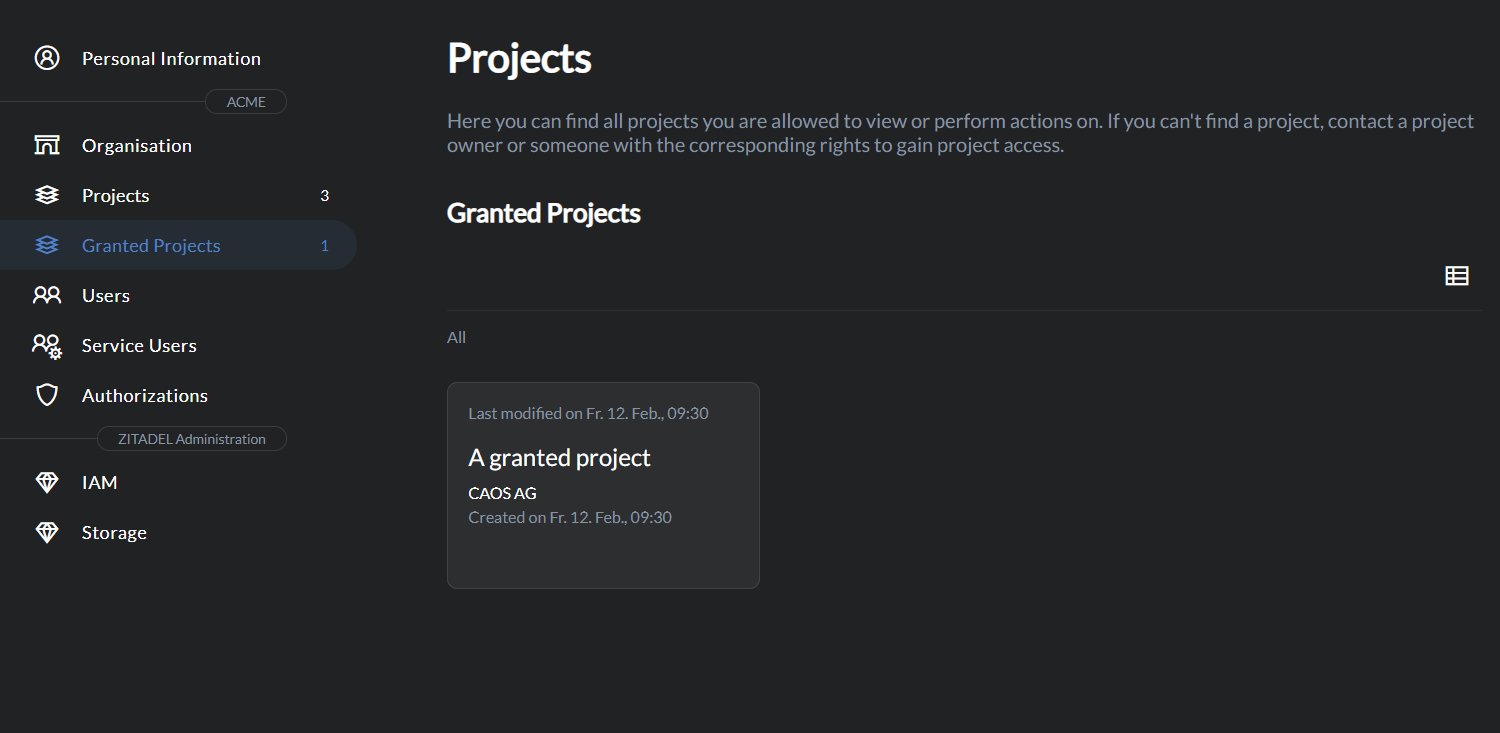 Personal Information
ACME
Organisation
Projects 3
Granted Projects 1
Users
Service Users
Authorizations
ZITADEL Administration
IAM
Storage
Projects
Here you can find all projects you are allowed to view or perform actions on. If you can't find a project, contact a project
owner or someone with the corresponding rights to gain project access.
Granted Projects
All
Last modified on Fr. 12. Feb., 09:30
A granted project
CAOS AG
Created on Fr. 12. Feb., 09:30